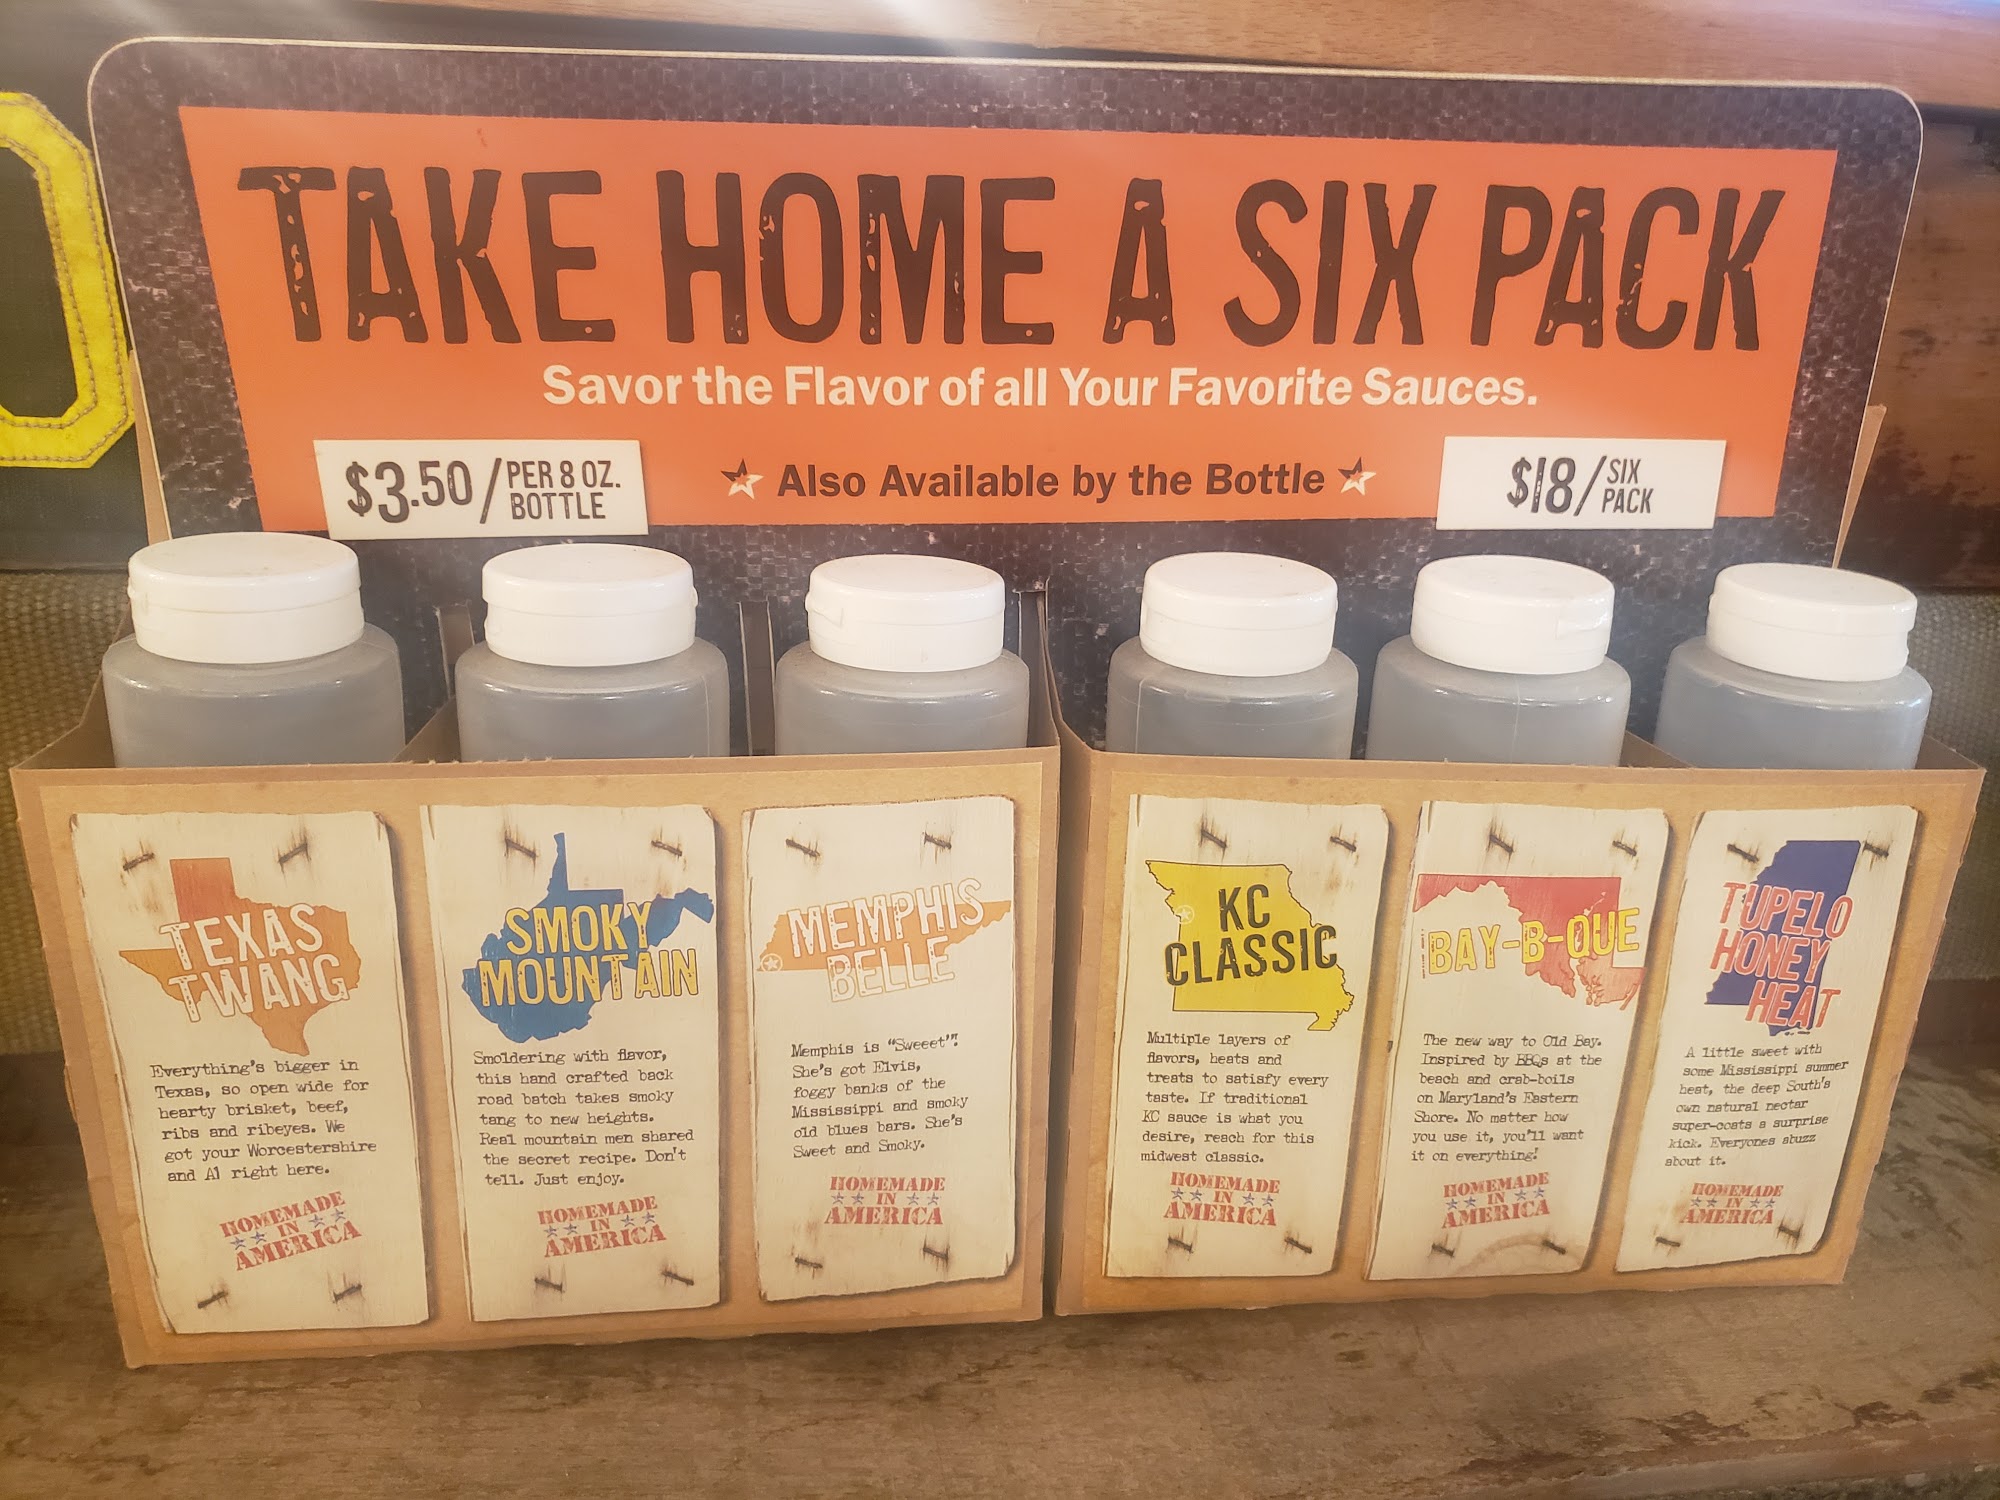 TAKE HOME A SIX PACK
Savor the Flavor of all Your Favorite Sauces.
$3.50/PER 8 OZ.
BOTTLE
Also Available by the Bottle
$18/SIX
PACK
TEXAS
TWANG
Everything's bigger in
Texas, so open wide for
hearty brisket, beef,
ribs and ribeyes. We
got your Worcestershire
and A1 right here.
HOMEMADE
IN
AMERICA
SMOKY
MOUNTAIN
Smoldering with flavor,
this hand crafted back
road batch takes smoky
tang to new heights.
Real mountain men shared
the secret recipe. Don't
tell. Just enjoy.
HOMEMADE
IN
AMERICA
MEMPHIS
BELLE
Memphis is "Sweeet"!
She's got Elvis,
foggy banks of the
Mississippi and smoky
old blues bars. She's
Sweet and Smoky.
HOMEMADE
IN
AMERICA
KC
CLASSIC
Multiple layers of
flavors, heats and
treats to satisfy every
taste. If traditional
KC sauce is what you
desire, reach for this
midwest classic.
HOMEMADE
IN
AMERICA
BAY-B-QUE
The new way to Old Bay.
Inspired by BBQs at the
beach and crab-boils
on Maryland's Eastern
Shore. No matter how
you use it, you'll want
it on everything!
HOMEMADE
IN
AMERICA
TUPELO
HONEY
HEAT
A little sweet with
some Mississippi summer
heat, the deep South's
own natural nectar
super-coats a surprise
kick. Everyones abuzz
about it.
HOMEMADE
IN
AMERICA